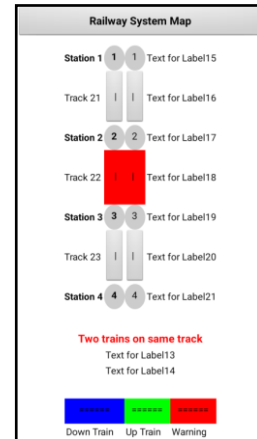 Railway System Map
Station 1 1 1 Text for Label15
Track 21 | | Text for Label16
Station 2 2 2 Text for Label17
Track 22 | | Text for Label18
Station 3 3 3 Text for Label19
Track 23 | | Text for Label20
Station 4 4 4 Text for Label21
Two trains on same track
Text for Label13
Text for Label14
====== ====== ======
Down Train Up Train Warning